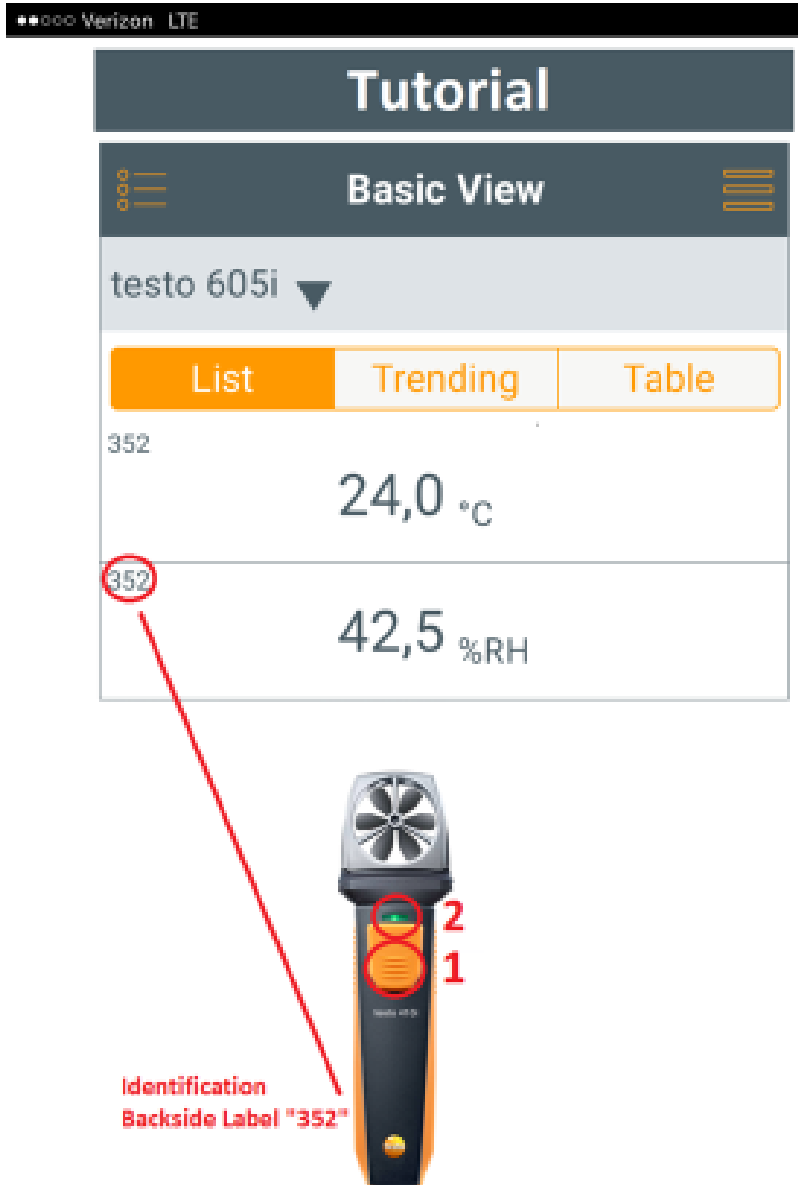 Verizon LTE
Tutorial
Basic View
testo 605i
List Trending Table
352
24,0 °C
352
42,5 %RH
2
1
Identification
Backside Label "352"